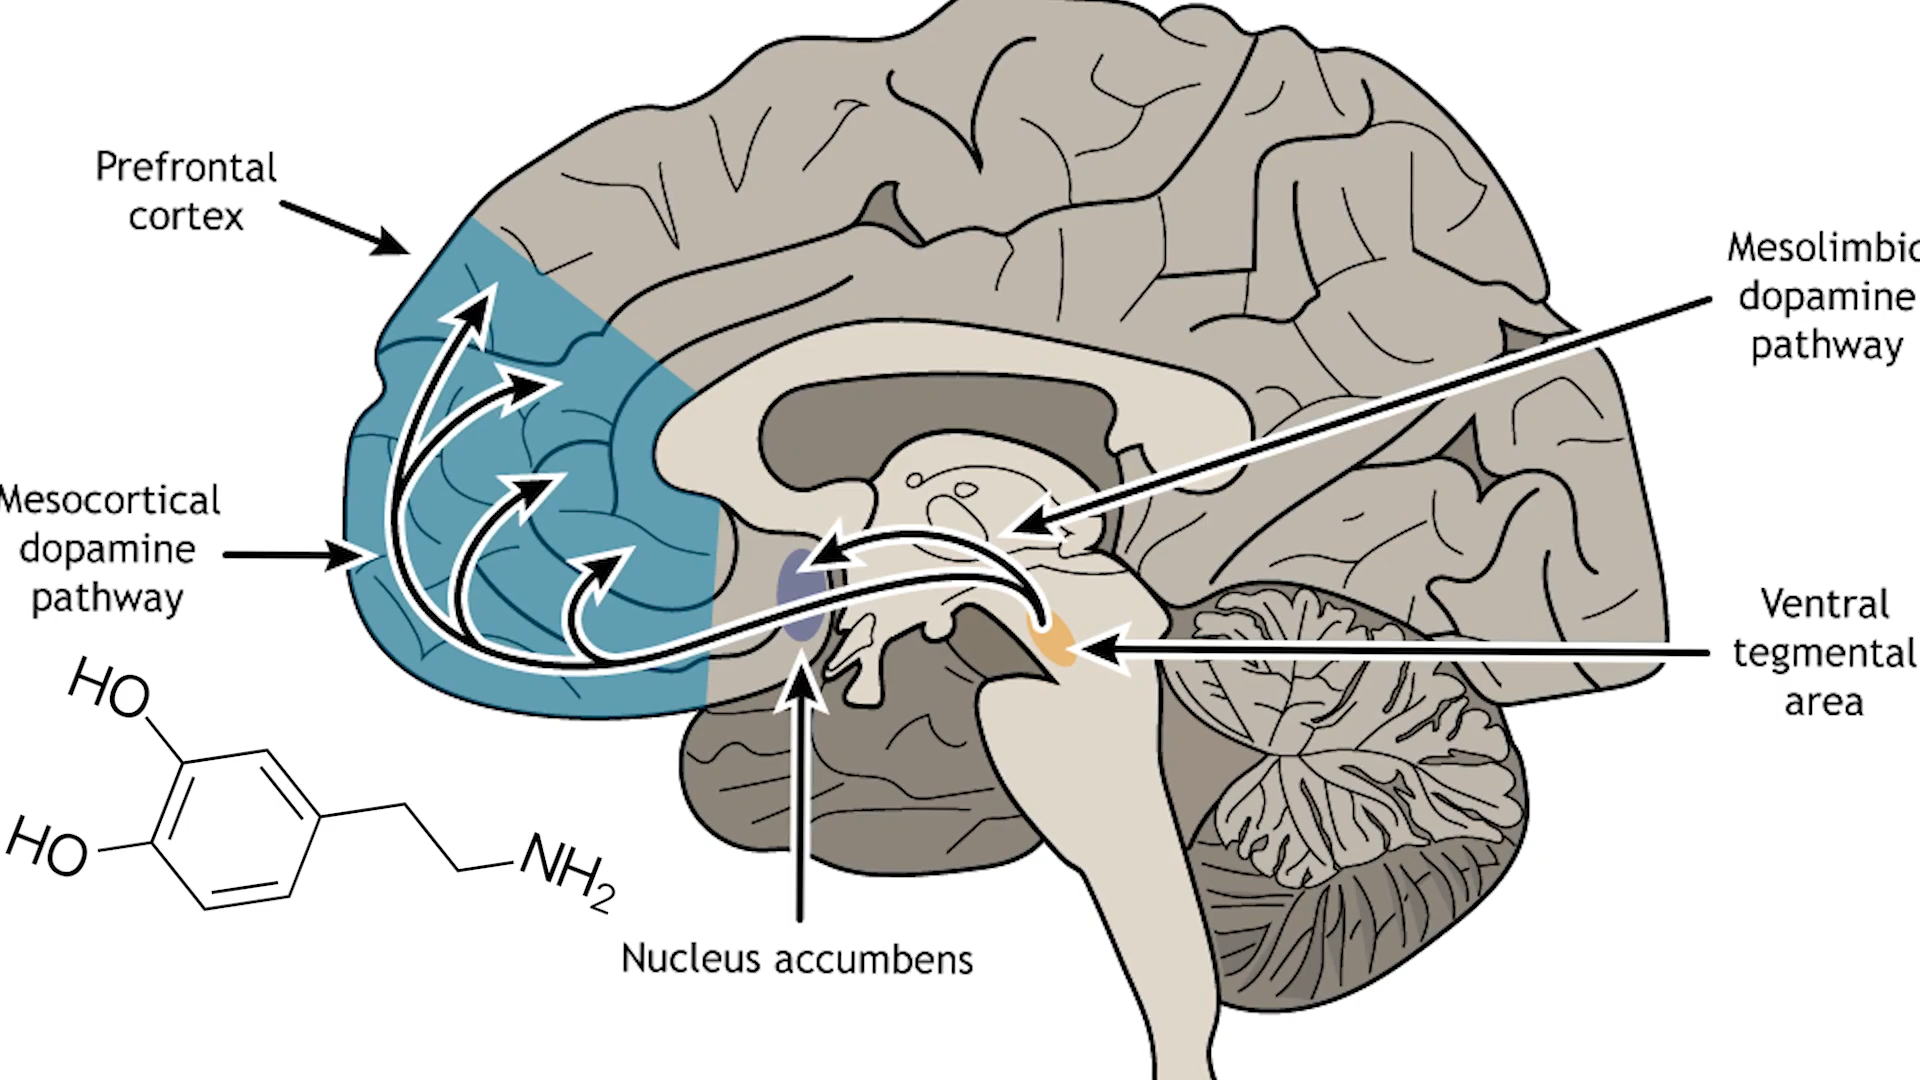 Prefrontal
cortex
Mesolimbic
dopamine
pathway
Mesocortical
dopamine
pathway
Ventral
tegmental
area
HO
HO
NH2
Nucleus accumbens